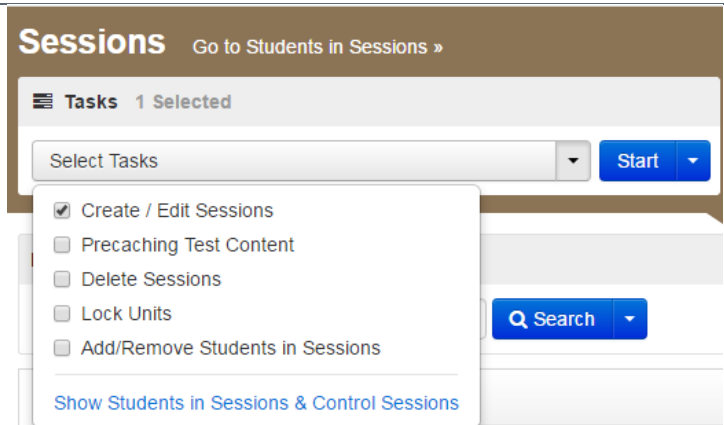 Sessions Go to Students in Sessions »
Tasks 1 Selected
Select Tasks Start
Create / Edit Sessions
Precaching Test Content
Delete Sessions
Lock Units
Search
Add/Remove Students in Sessions
Show Students in Sessions & Control Sessions